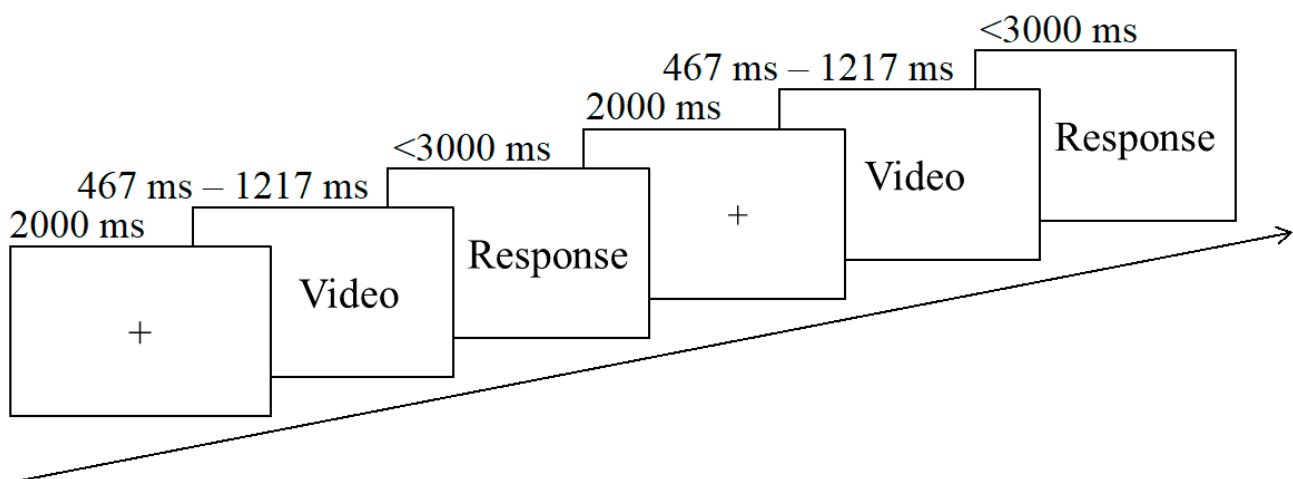 2000 ms
+
467 ms – 1217 ms
Video
<3000 ms
Response
2000 ms
+
467 ms – 1217 ms
Video
<3000 ms
Response